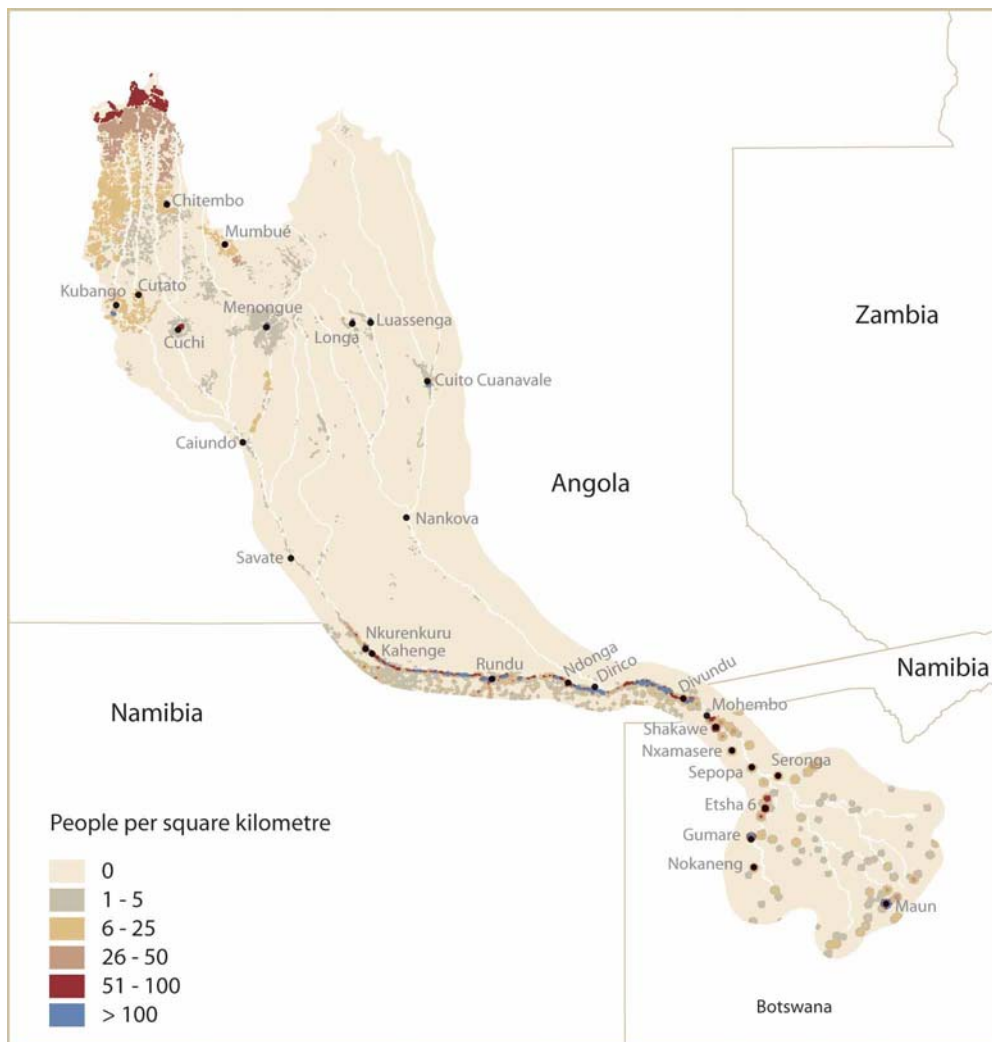 Chitembo
Mumbué
Kubango
Cutato
Menongue
Cuchi
Longa
Luassenga
Zambia
Cuito Cuanavale
Caiundo
Angola
Nankova
Savate
Nkurenkuru
Kahenge
Rundu
Ndonga
Dirico
Divundu
Namibia
Namibia
Mohembo
Shakawe
Nxamasere
Sepopa
Seronga
Etsha 6
Gumare
Nokaneng
Maun
Botswana
People per square kilometre
0
1 - 5
6 - 25
26 - 50
51 - 100
> 100